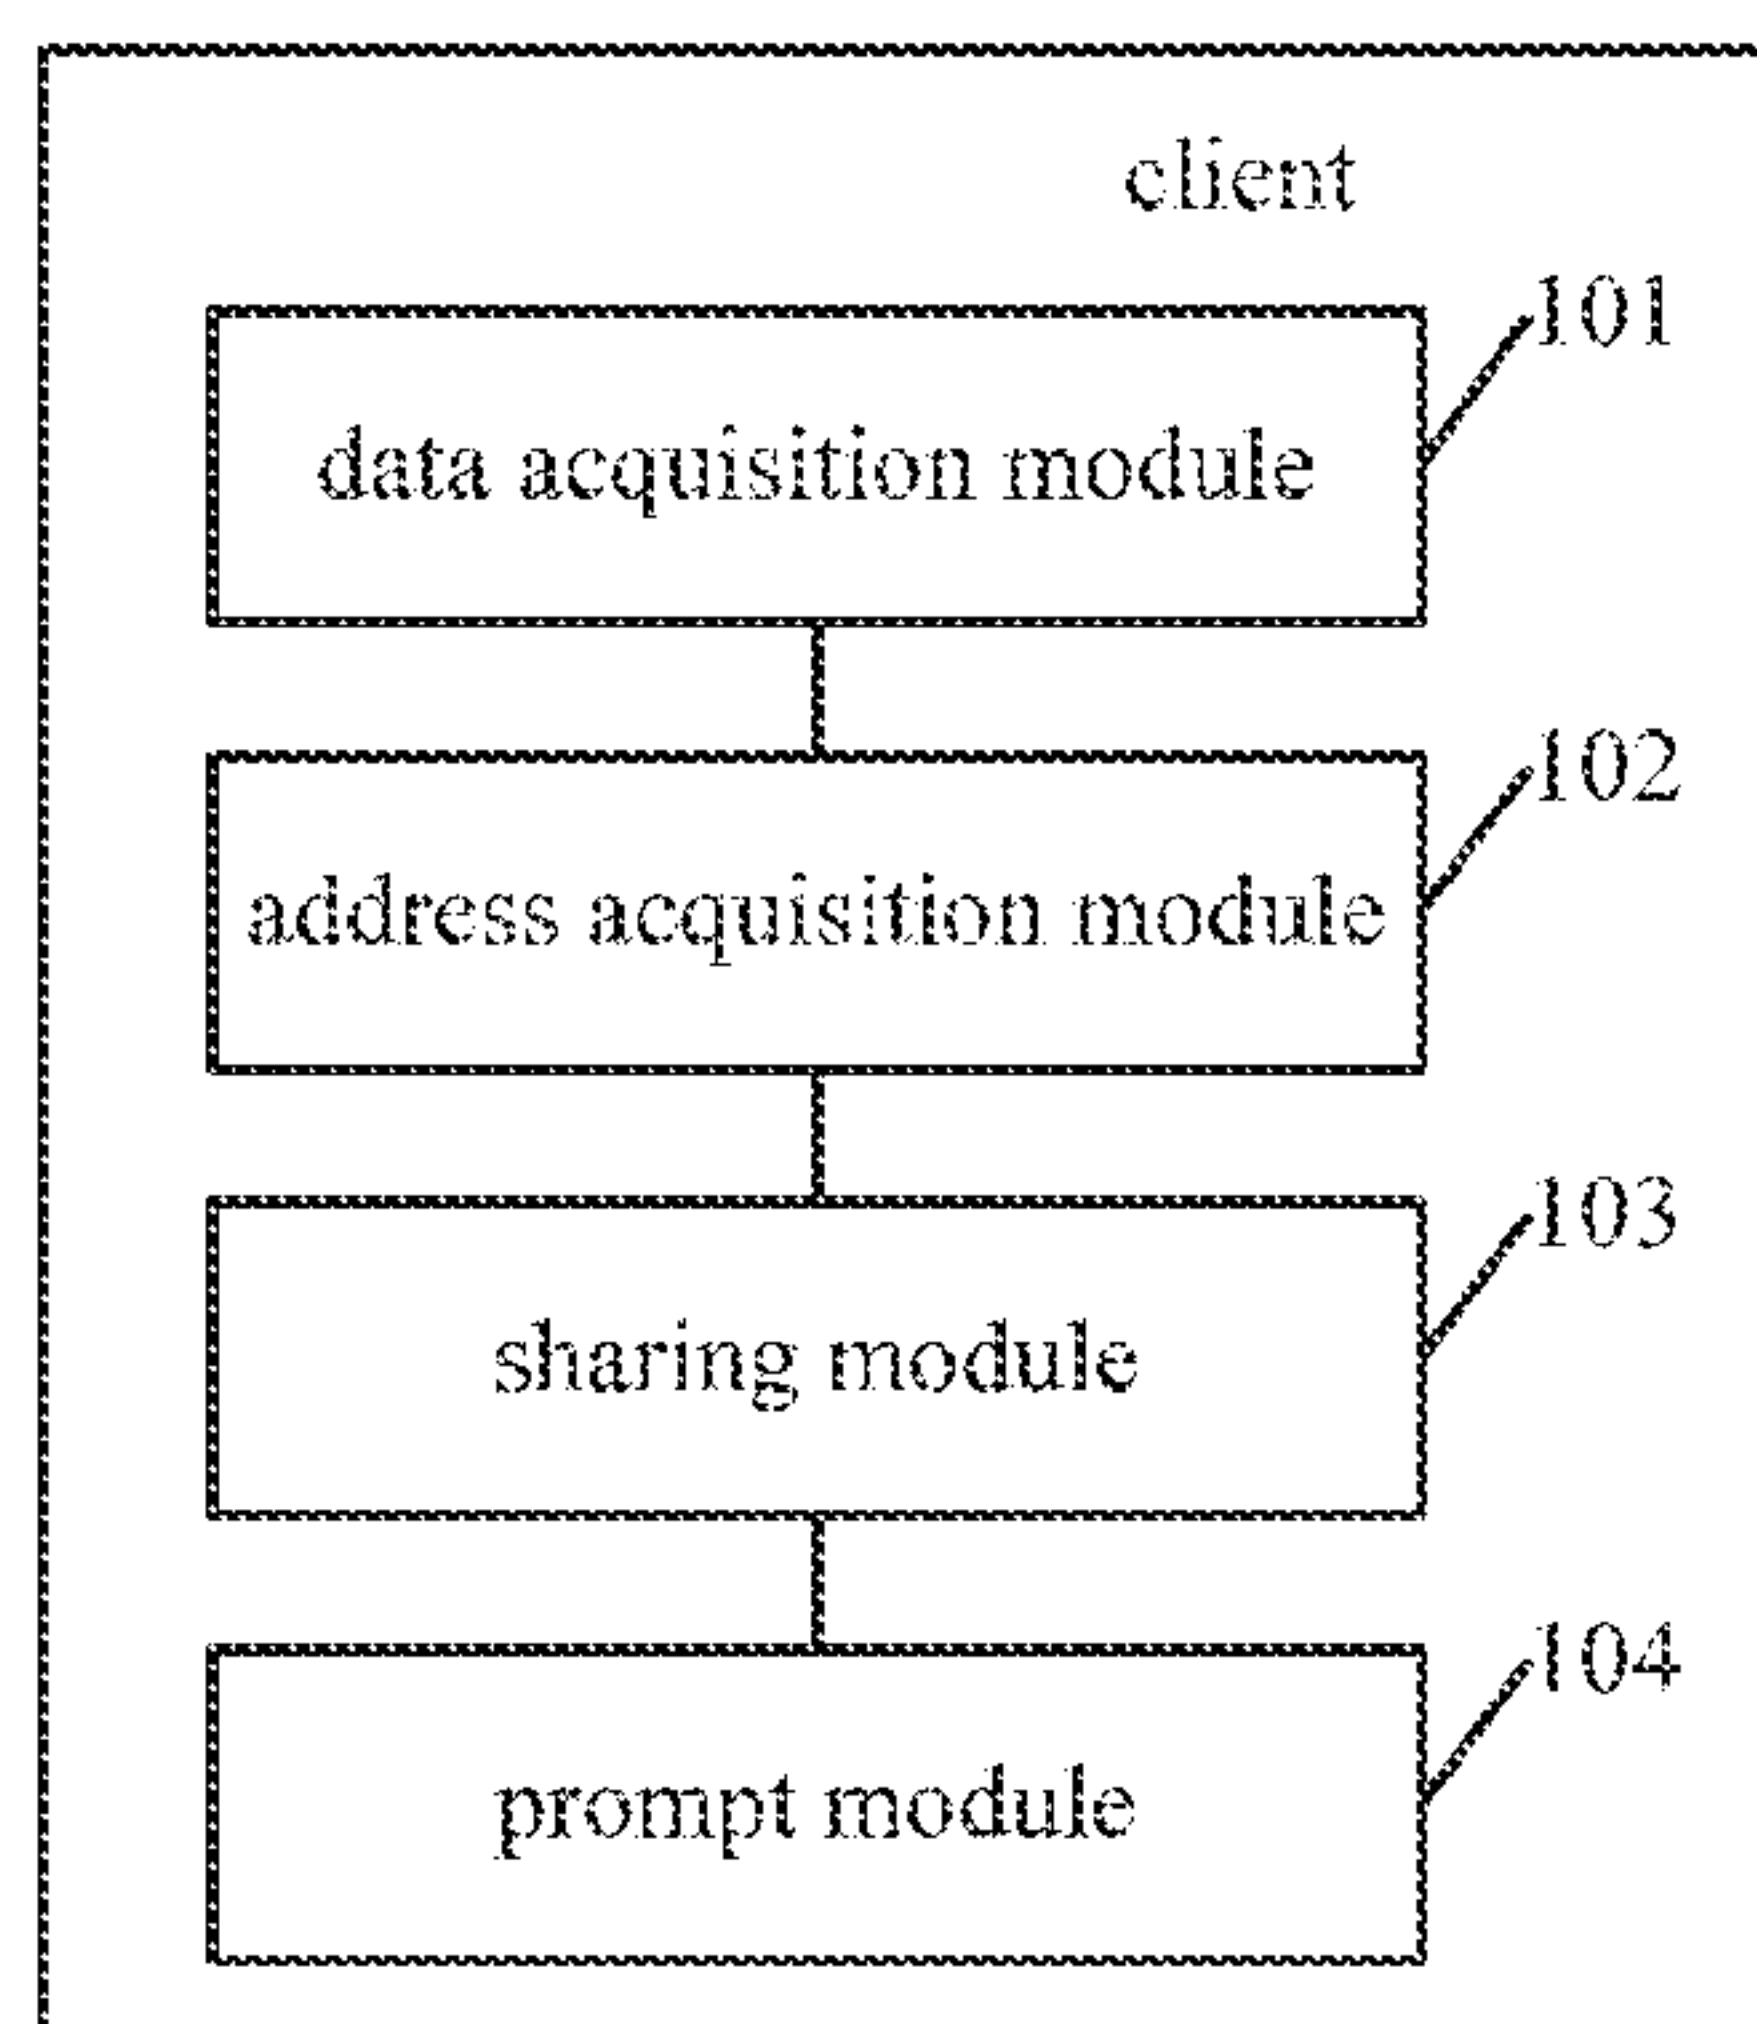 client
101
data acquisition module
102
address acquisition module
103
sharing module
104
prompt module